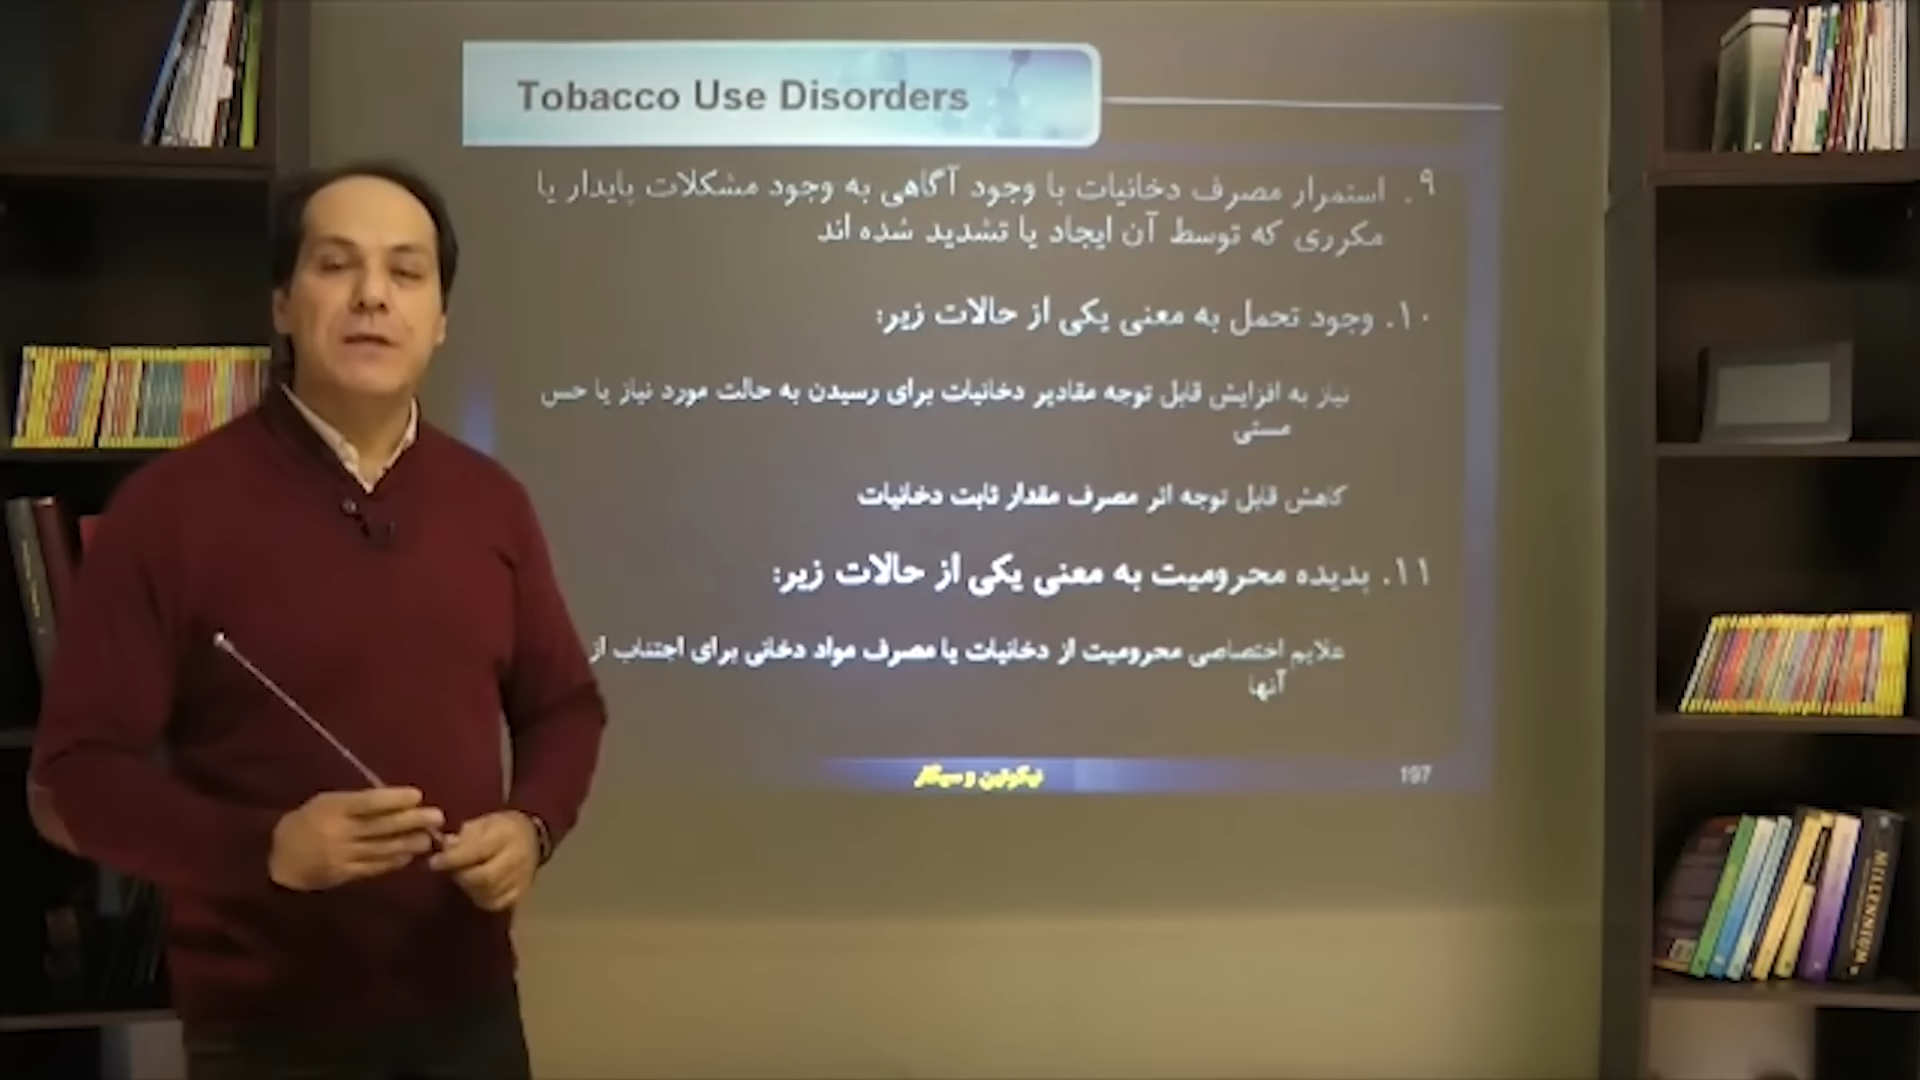 Tobacco Use Disorders
۹. استمرار مصرف دخانیات با وجود آگاهی به وجود مشکلات پایدار یا
مکرری که توسط آن ایجاد یا تشدید شده اند
۱۰. وجود تحمل به معنی یکی از حالات زیر:
نیاز به افزایش قابل توجه مقادیر دخانیات برای رسیدن به حالت مورد نیاز یا حس
مستی
کاهش قابل توجه اثر مصرف مقدار ثابت دخانیات
۱۱. پدیده محرومیت به معنی یکی از حالات زیر:
علایم اختصاصی محرومیت از دخانیات یا مصرف مواد دخانی برای اجتناب از
آنها
نیکوتین و سیگار
197
MILLENNIUM